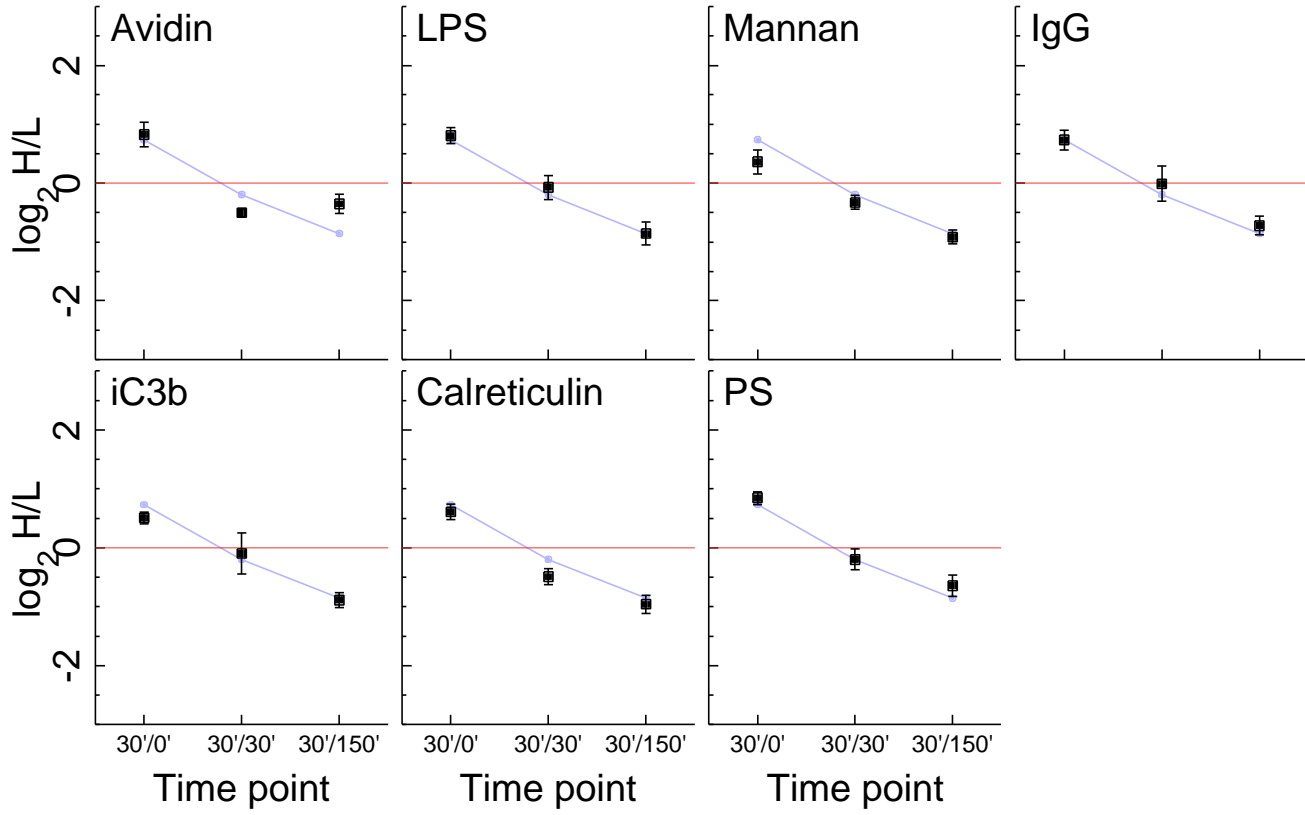 Avidin LPS Mannan IgG
2
0
-2
log2 H/L
iC3b Calreticulin PS
2
0
-2
log2 H/L
30'/0' 30'/30' 30'/150' 30'/0' 30'/30' 30'/150' 30'/0' 30'/30' 30'/150'
Time point Time point Time point